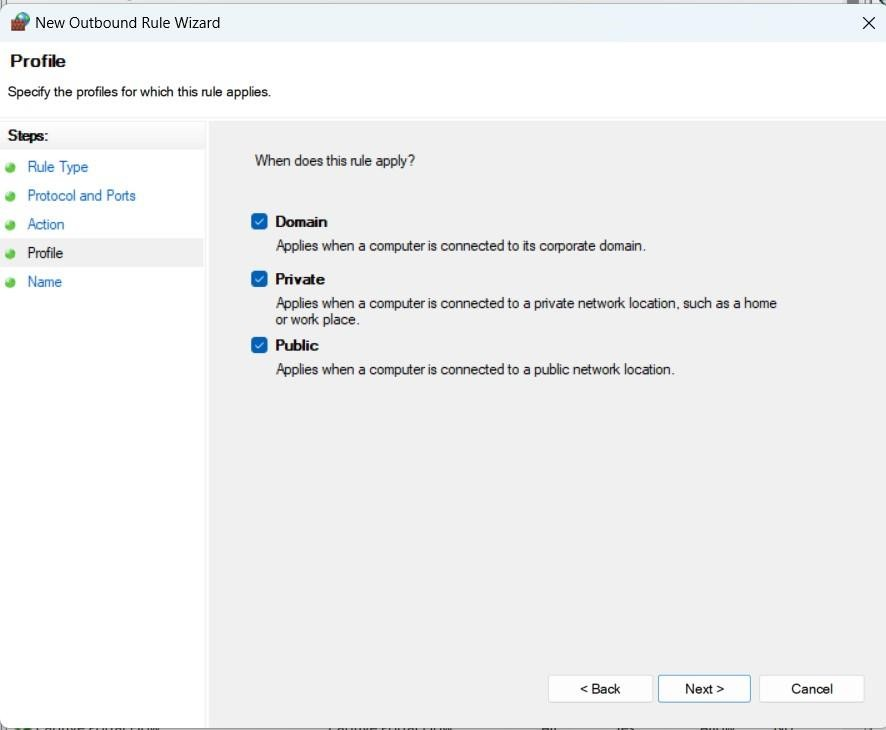 New Outbound Rule Wizard
Profile
Specify the profiles for which this rule applies.
Steps:
Rule Type
Protocol and Ports
Action
Profile
Name
When does this rule apply?
Domain
Applies when a computer is connected to its corporate domain.
Private
Applies when a computer is connected to a private network location, such as a home
or work place.
Public
Applies when a computer is connected to a public network location.
< Back
Next >
Cancel